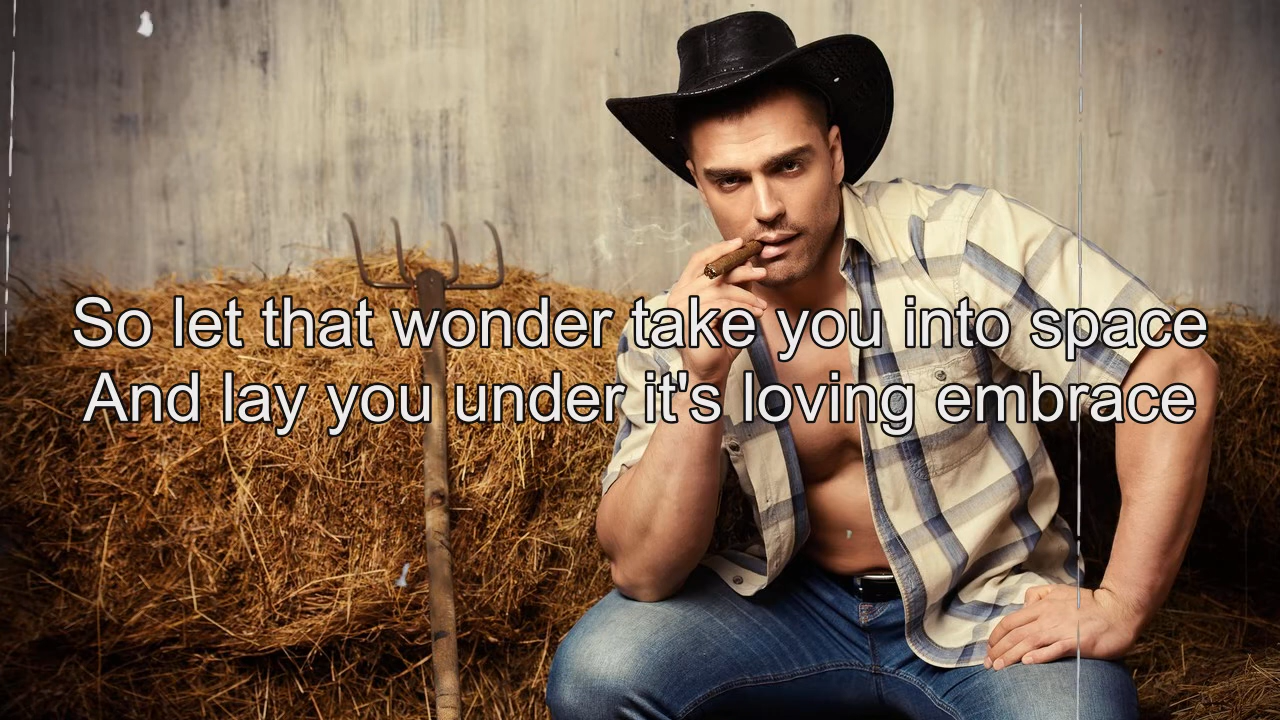 So let that wonder take you into space
And lay you under it's loving embrace